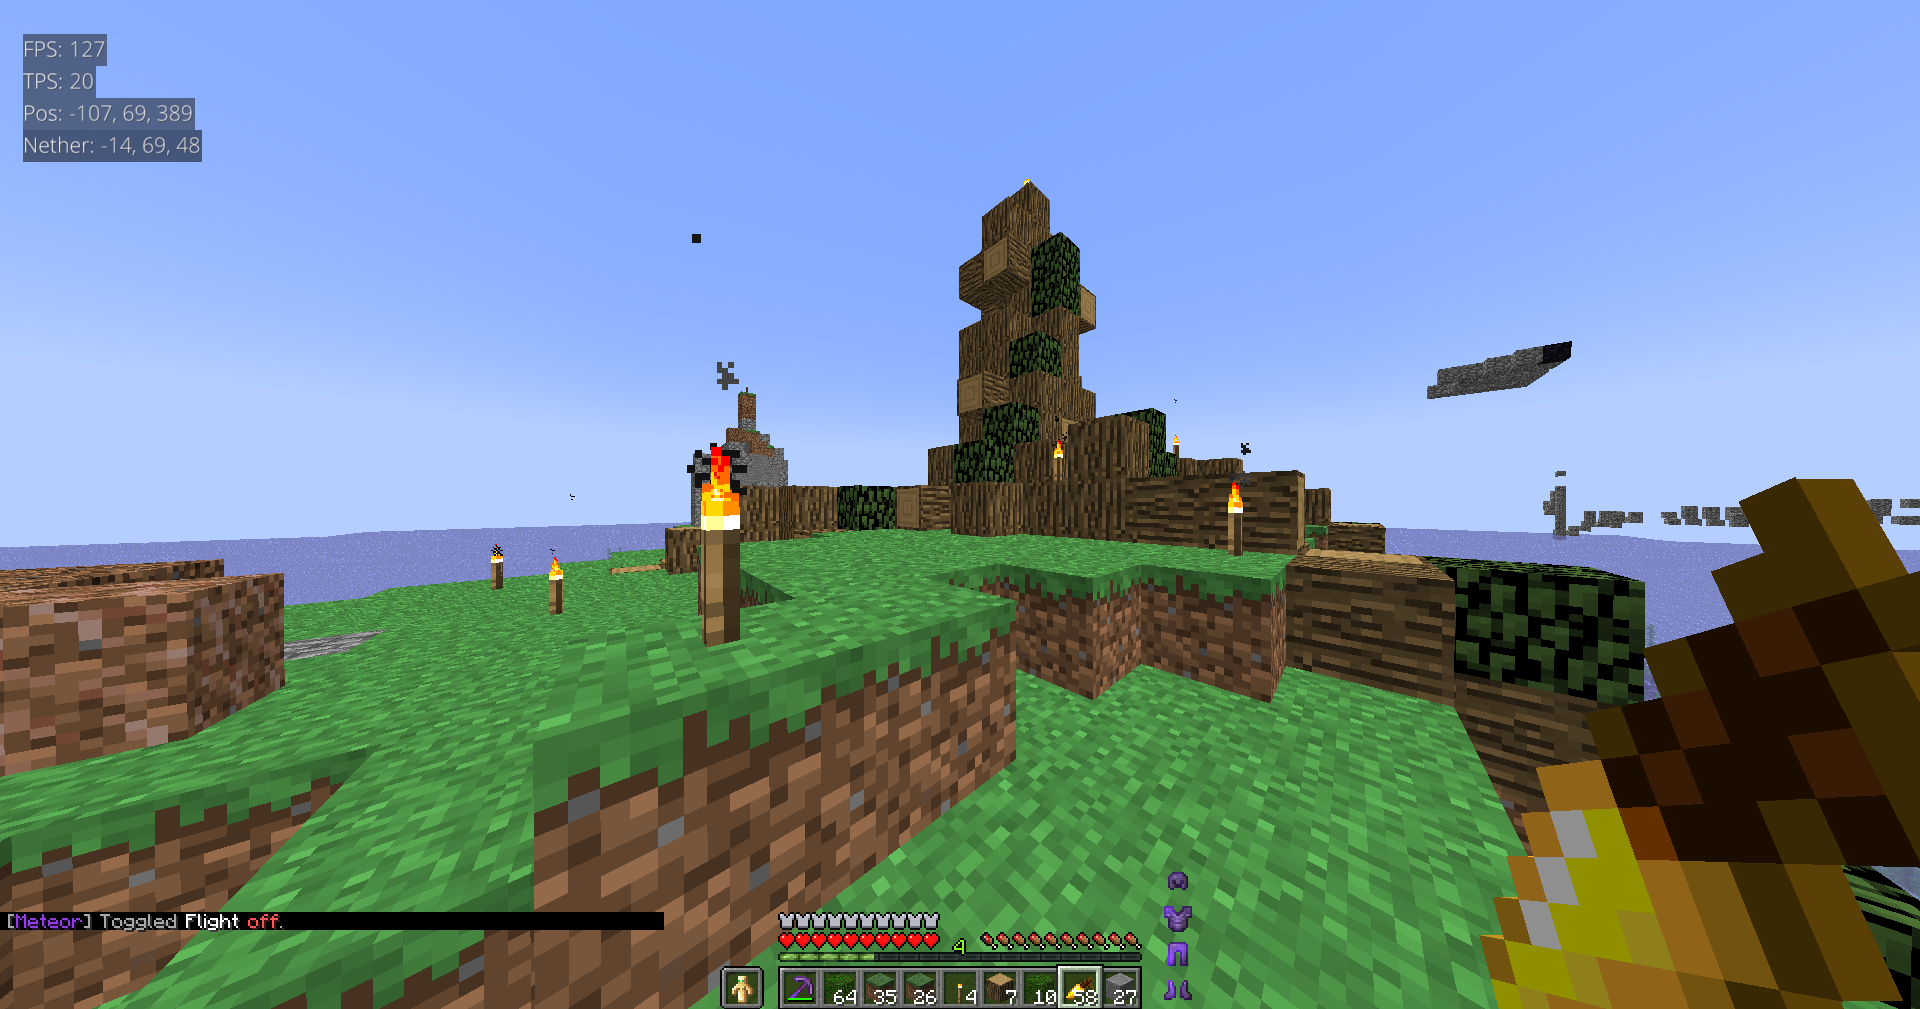 FPS: 127
TPS: 20
Pos: -107, 69, 389
Nether: -14, 69, 48
[Meteor] Toggled Flight off.
4
64 35 26 4 7 10 58 27